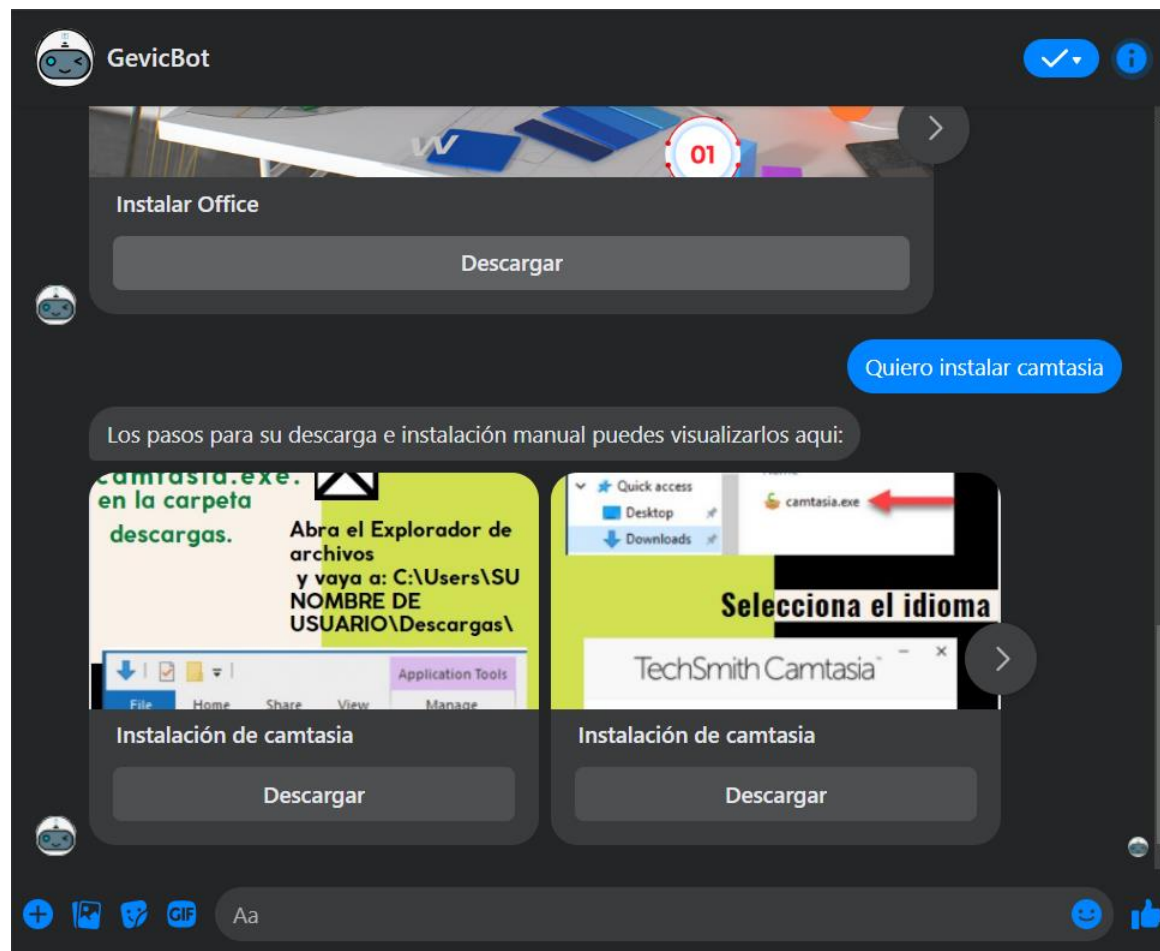 GevicBot
W
01
Instalar Office
Descargar
Quiero instalar camtasia
Los pasos para su descarga e instalación manual puedes visualizarlos aqui:
camtasia.exe.
en la carpeta
descargas.
Abra el Explorador de
archivos
y vaya a: C:\Users\SU
NOMBRE DE
USUARIO\Descargas\
Application Tools
File Home Share View Manage
Instalación de camtasia
Descargar
Quick access
Desktop
Downloads
camtasia.exe
Selecciona el idioma
TechSmith Camtasia
Instalación de camtasia
Descargar
GIF
Aa